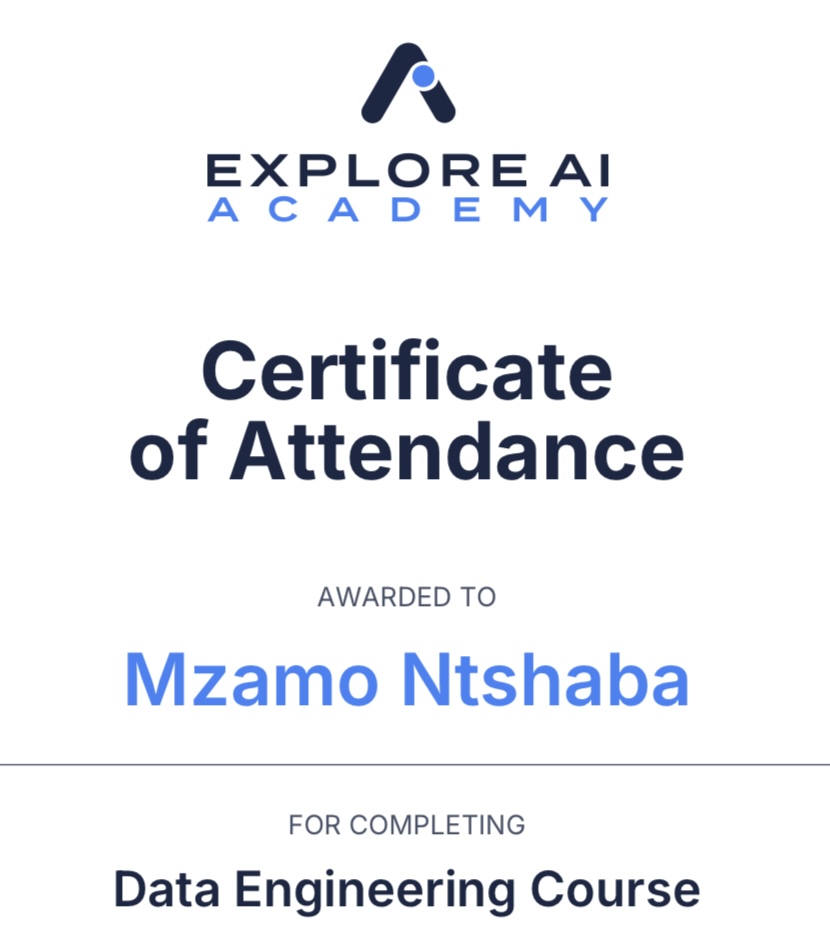 EXPLORE AI
ACADEMY
Certificate
of Attendance
AWARDED TO
Mzamo Ntshaba
FOR COMPLETING
Data Engineering Course